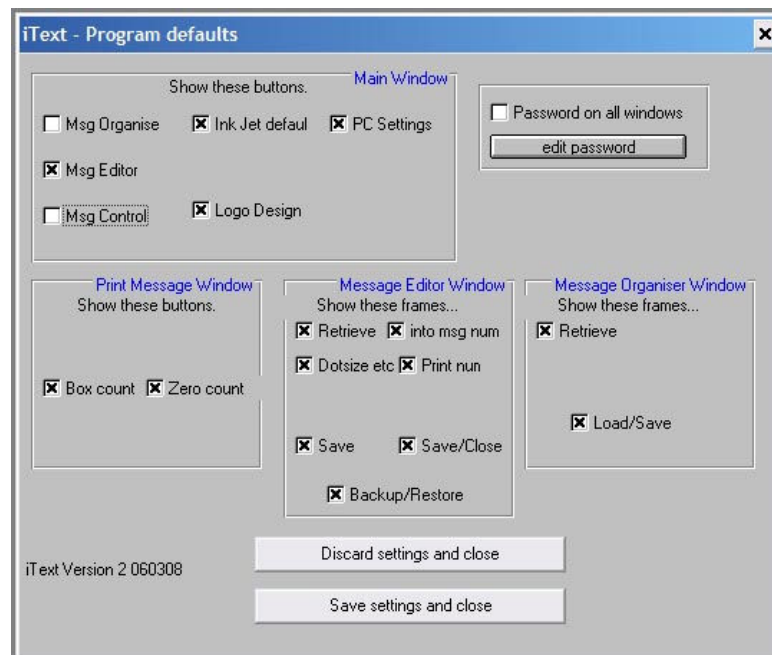 iText - Program defaults
Main Window
Show these buttons.
Msg Organise
Ink Jet defaul
PC Settings
Msg Editor
Msg Control
Logo Design
Password on all windows
edit password
Print Message Window
Show these buttons.
Box count
Zero count
Message Editor Window
Show these frames...
Retrieve
into msg num
Dotsize etc
Print nun
Save
Save/Close
Backup/Restore
Message Organiser Window
Show these frames...
Retrieve
Load/Save
Discard settings and close
iText Version 2 060308
Save settings and close